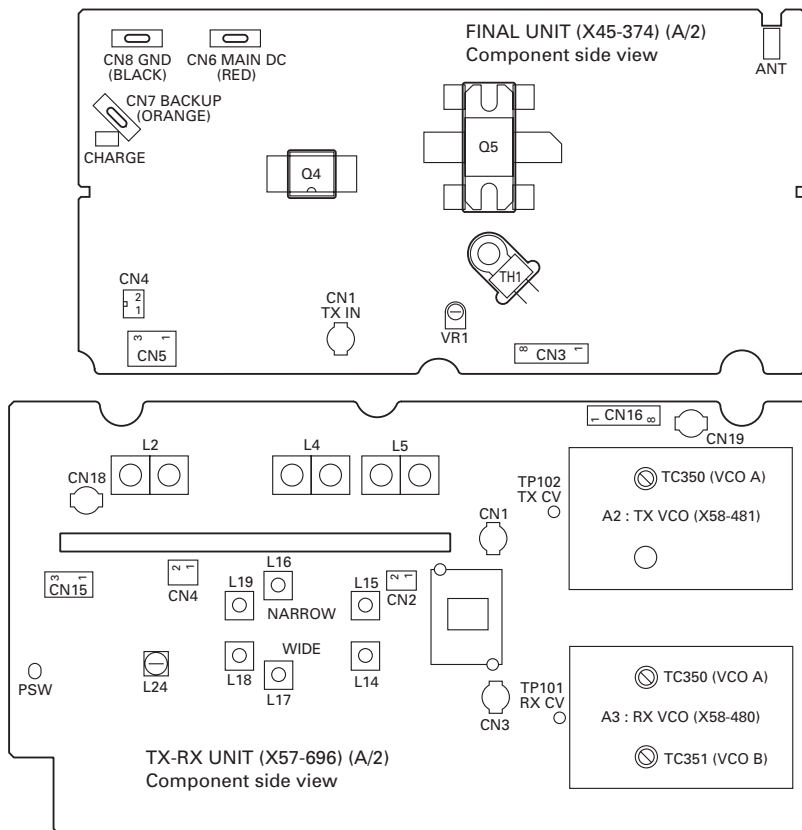 FINAL UNIT (X45-374) (A/2)
Component side view
CN8 GND
(BLACK)
CN6 MAIN DC
(RED)
ANT
CN7 BACKUP
(ORANGE)
CHARGE
Q4
Q5
TH1
CN4
2
1
CN1
TX IN
VR1
3 1
CN5
8 1
CN3
1 CN16 8
CN19
L2
L4
L5
CN18
TP102
TX CV
TC350 (VCO A)
A2 : TX VCO (X58-481)
CN1
3 1
CN15
2 1
CN4
L16
L19
L15
2 1
CN2
NARROW
WIDE
L18
L17
L14
PSW
L24
TP101
RX CV
CN3
TC350 (VCO A)
A3 : RX VCO (X58-480)
TC351 (VCO B)
TX-RX UNIT (X57-696) (A/2)
Component side view